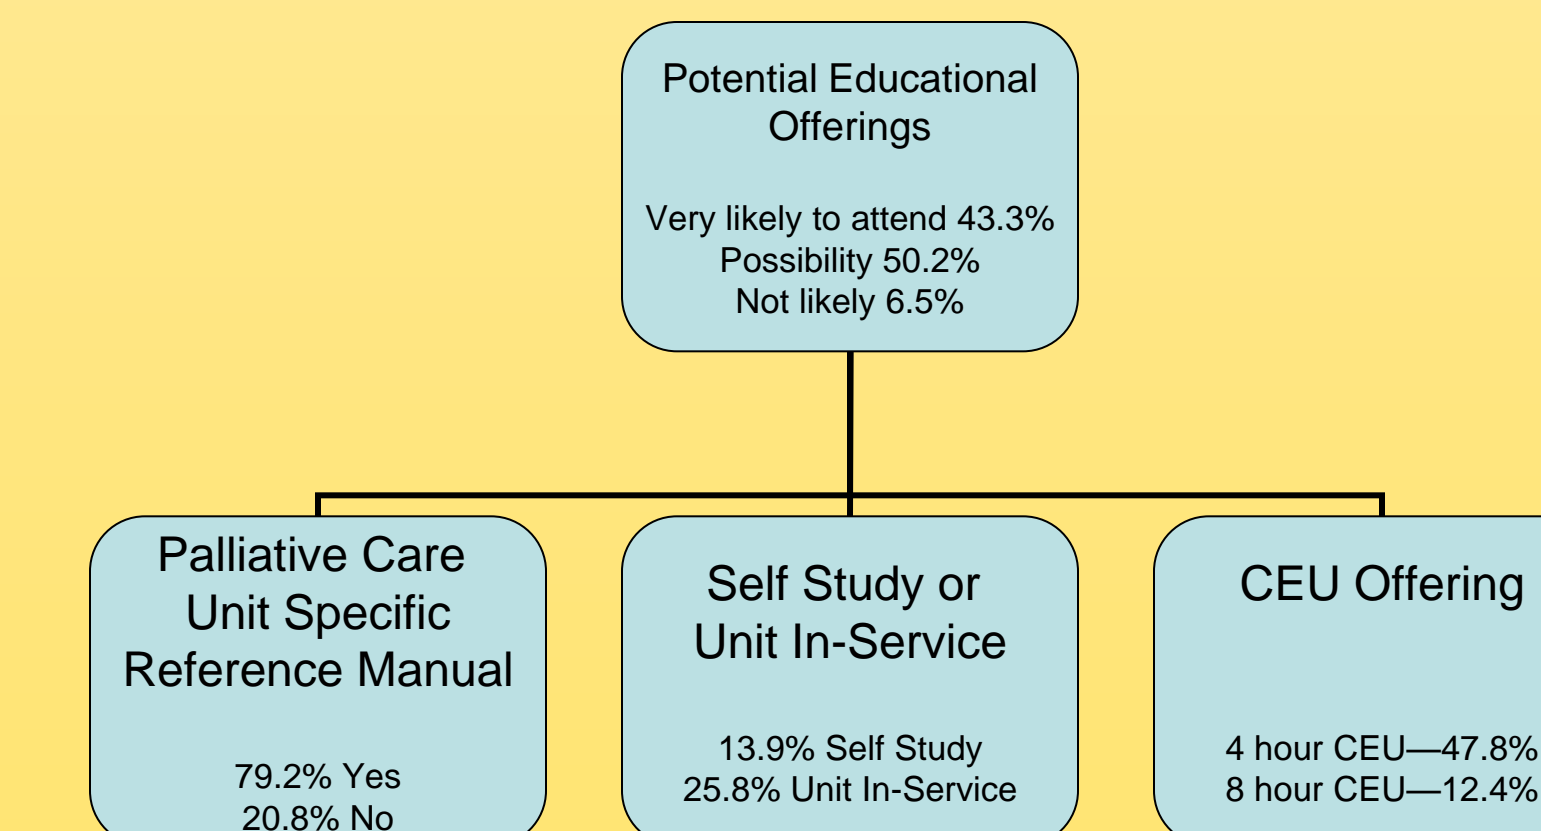 Potential Educational
Offerings
Very likely to attend 43.3%
Possibility 50.2%
Not likely 6.5%
Palliative Care
Unit Specific
Reference Manual
79.2% Yes
20.8% No
Self Study or
Unit In-Service
13.9% Self Study
25.8% Unit In-Service
CEU Offering
4 hour CEU—47.8%
8 hour CEU—12.4%